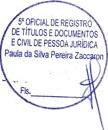 5º OFICIAL DE REGISTRO
DE TÍTULOS E DOCUMENTOS
E CIVIL DE PESSOA JURÍDICA
Paula da Silva Pereira Zaccaron
Fls.